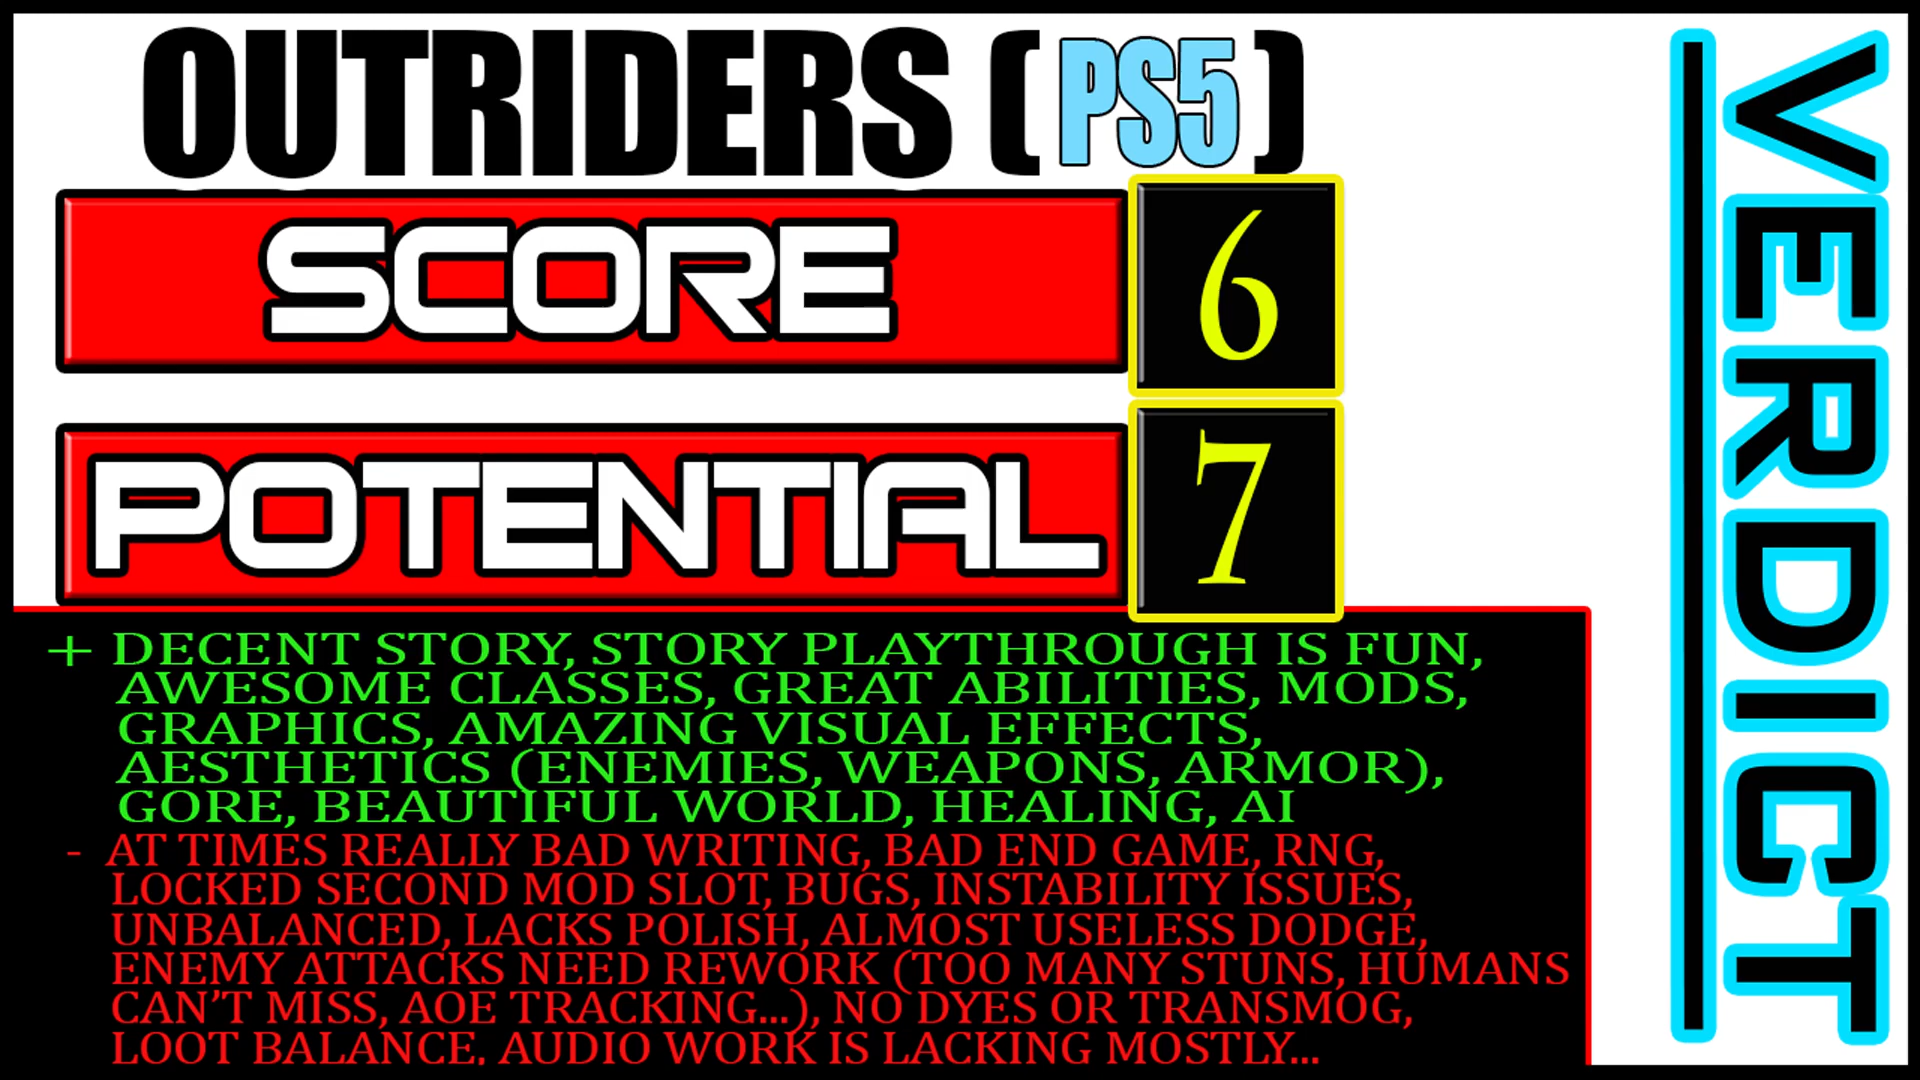 OUTRIDERS (PS5)
SCORE 6
POTENTIAL 7
+ DECENT STORY, STORY PLAYTHROUGH IS FUN,
AWESOME CLASSES, GREAT ABILITIES, MODS,
GRAPHICS, AMAZING VISUAL EFFECTS,
AESTHETICS (ENEMIES, WEAPONS, ARMOR),
GORE, BEAUTIFUL WORLD, HEALING, AI
- AT TIMES REALLY BAD WRITING, BAD END GAME, RNG,
LOCKED SECOND MOD SLOT, BUGS, INSTABILITY ISSUES,
UNBALANCED, LACKS POLISH, ALMOST USELESS DODGE,
ENEMY ATTACKS NEED REWORK (TOO MANY STUNS, HUMANS
CAN'T MISS, AOE TRACKING...), NO DYES OR TRANSMOG,
LOOT BALANCE, AUDIO WORK IS LACKING MOSTLY...
VERDICT